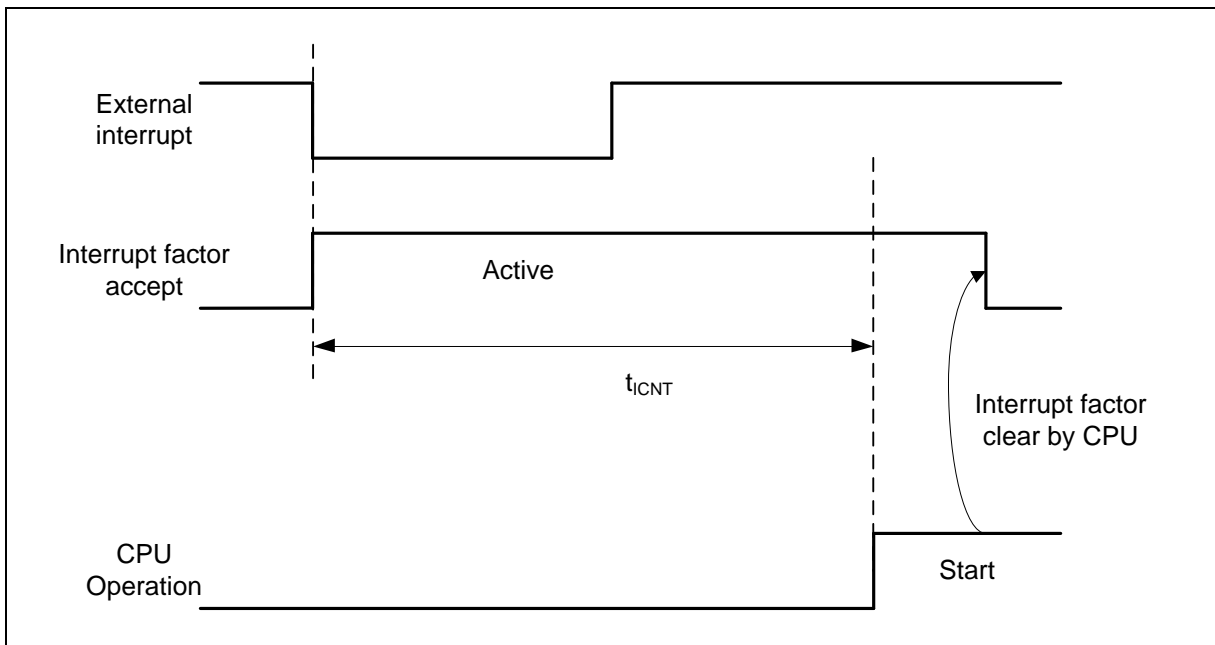 External
interrupt
Interrupt factor
accept
Active
tICNT
Interrupt factor
clear by CPU
CPU
Operation
Start